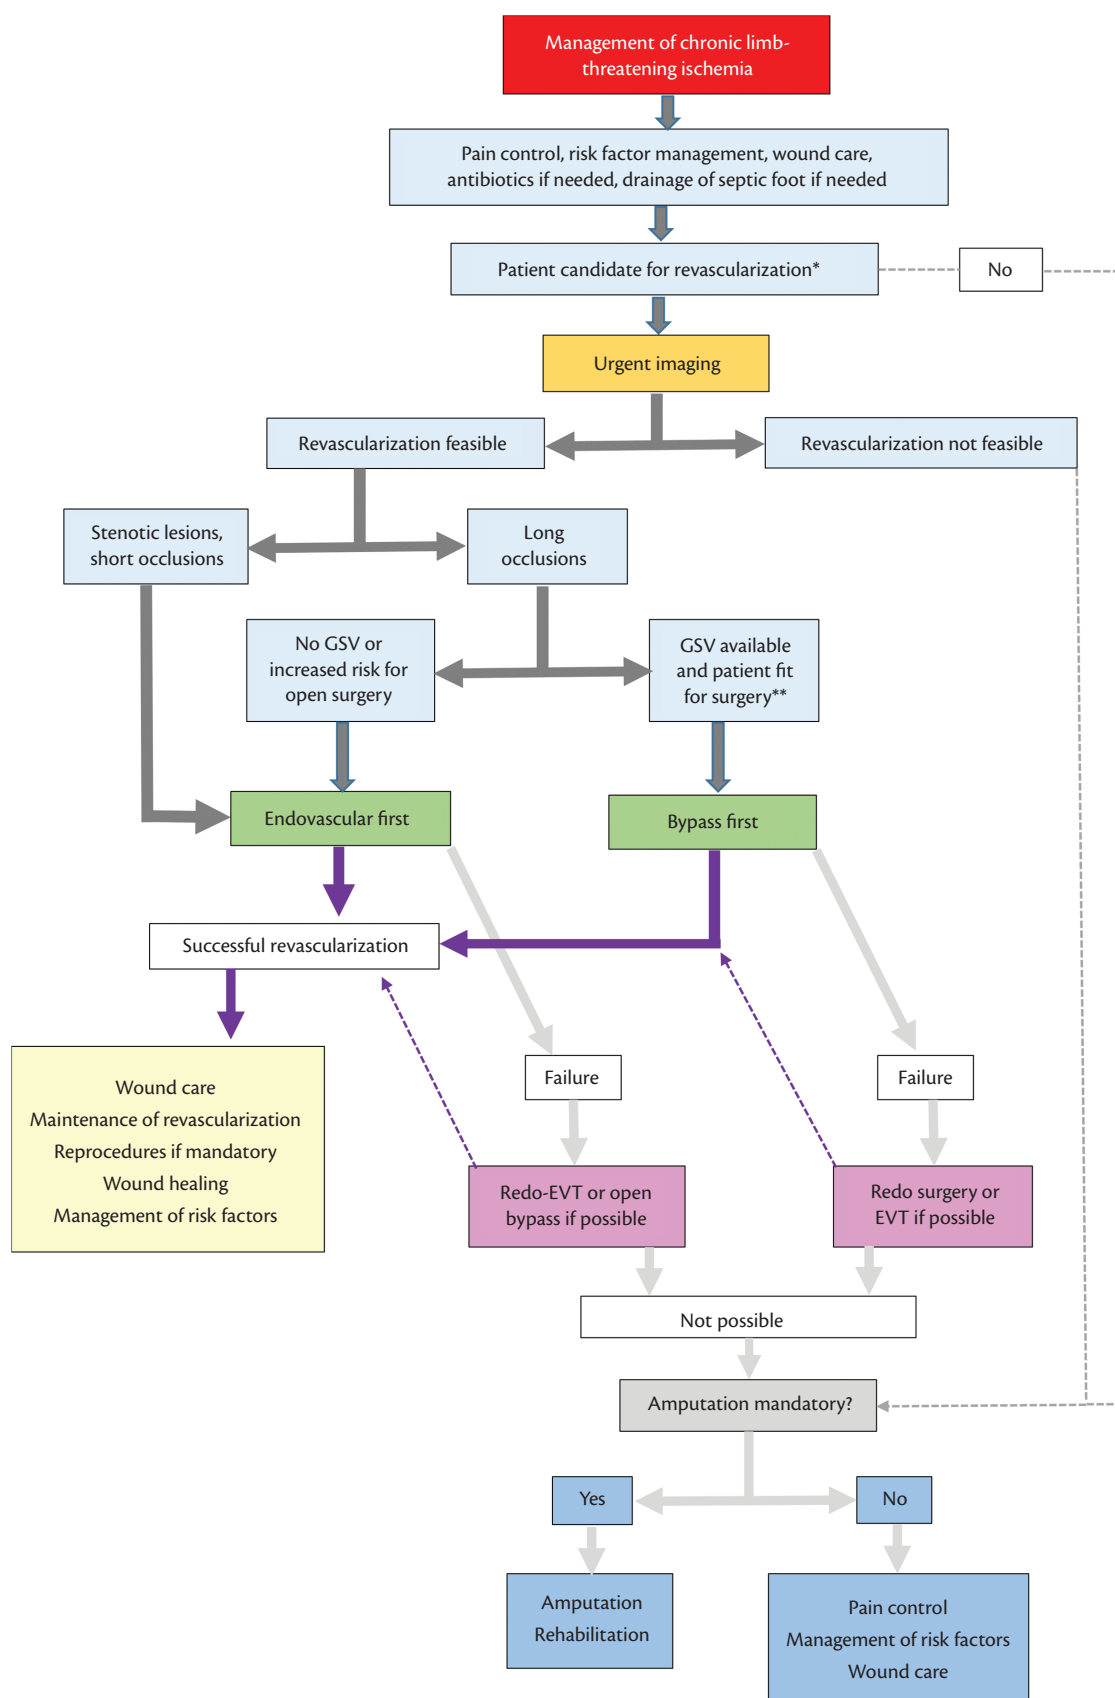 Management of chronic limb-
threatening ischemia
Pain control, risk factor management, wound care,
antibiotics if needed, drainage of septic foot if needed
Patient candidate for revascularization*
No
Urgent imaging
Revascularization feasible
Revascularization not feasible
Stenotic lesions,
short occlusions
Long
occlusions
No GSV or
increased risk for
open surgery
GSV available
and patient fit
for surgery**
Endovascular first
Bypass first
Successful revascularization
Failure
Failure
Wound care
Maintenance of revascularization
Reprocedures if mandatory
Wound healing
Management of risk factors
Redo-EVT or open
bypass if possible
Redo surgery or
EVT if possible
Not possible
Amputation mandatory?
Yes
No
Amputation
Rehabilitation
Pain control
Management of risk factors
Wound care